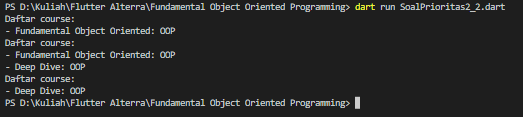 PS D:\Kuliah\Flutter Alterra\Fundamental Object Oriented Programming> dart run SoalPrioritas2_2.dart
Daftar course:
- Fundamental Object Oriented: OOP
Daftar course:
- Fundamental Object Oriented: OOP
- Deep Dive: OOP
Daftar course:
- Deep Dive: OOP
PS D:\Kuliah\Flutter Alterra\Fundamental Object Oriented Programming>